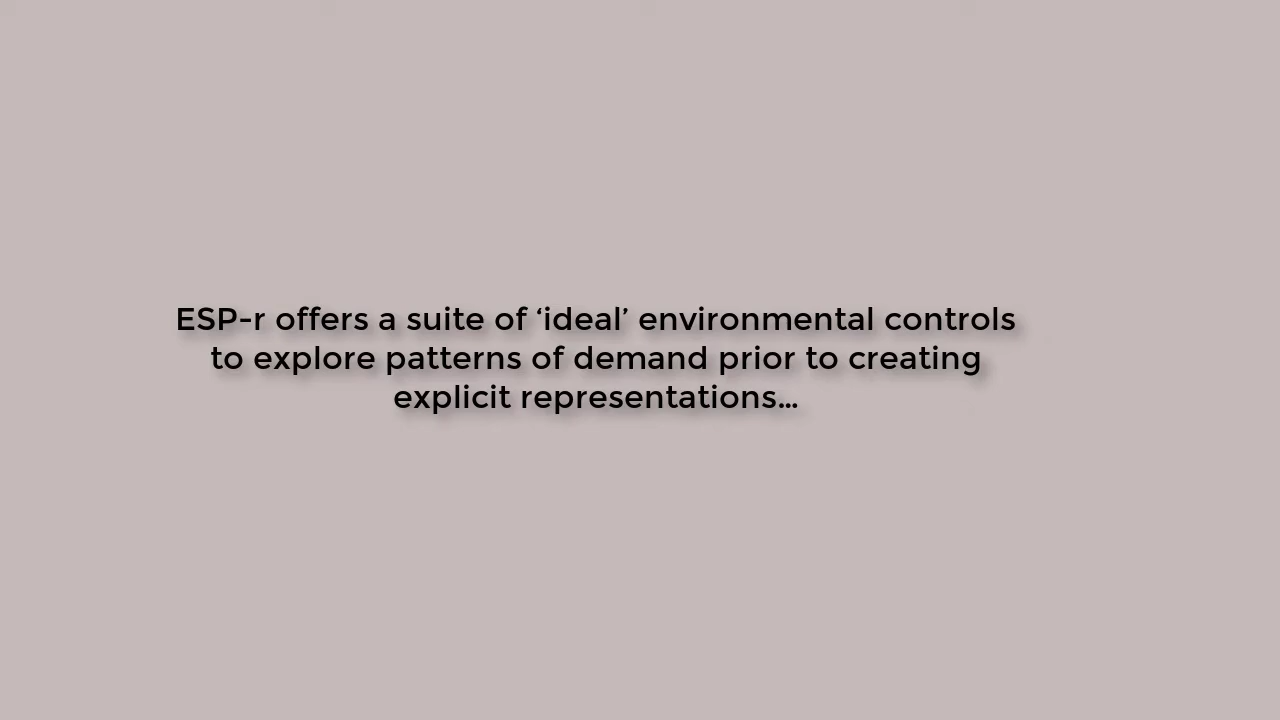 ESP-r offers a suite of ‘ideal’ environmental controls
to explore patterns of demand prior to creating
explicit representations...